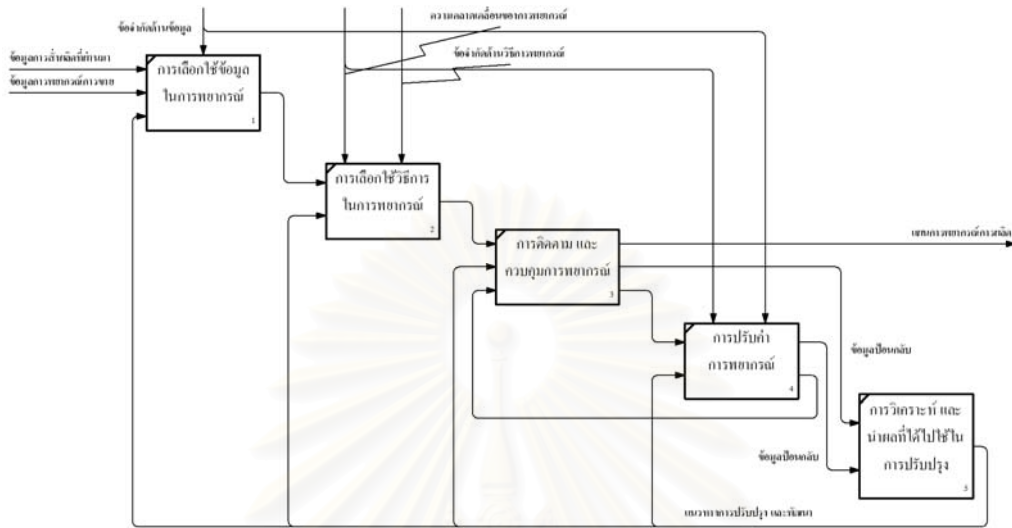 ความคลาดเคลื่อนของการพยากรณ์
ข้อจำกัดด้านข้อมูล
ข้อมูลการสั่งผลิตที่ผ่านมา
ข้อจำกัดด้านวิธีการพยากรณ์
ข้อมูลการพยากรณ์การขาย
การเลือกใช้ข้อมูล
ในการพยากรณ์
1
การเลือกใช้วิธีการ
ในการพยากรณ์
2
การติดตาม และ
ควบคุมการพยากรณ์
3
แผนการพยากรณ์การผลิต
การปรับค่า
การพยากรณ์
4
ข้อมูลป้อนกลับ
การวิเคราะห์ และ
นำผลที่ได้ไปใช้ใน
การปรับปรุง
5
ข้อมูลป้อนกลับ
แนวทางการปรับปรุง และพัฒนา